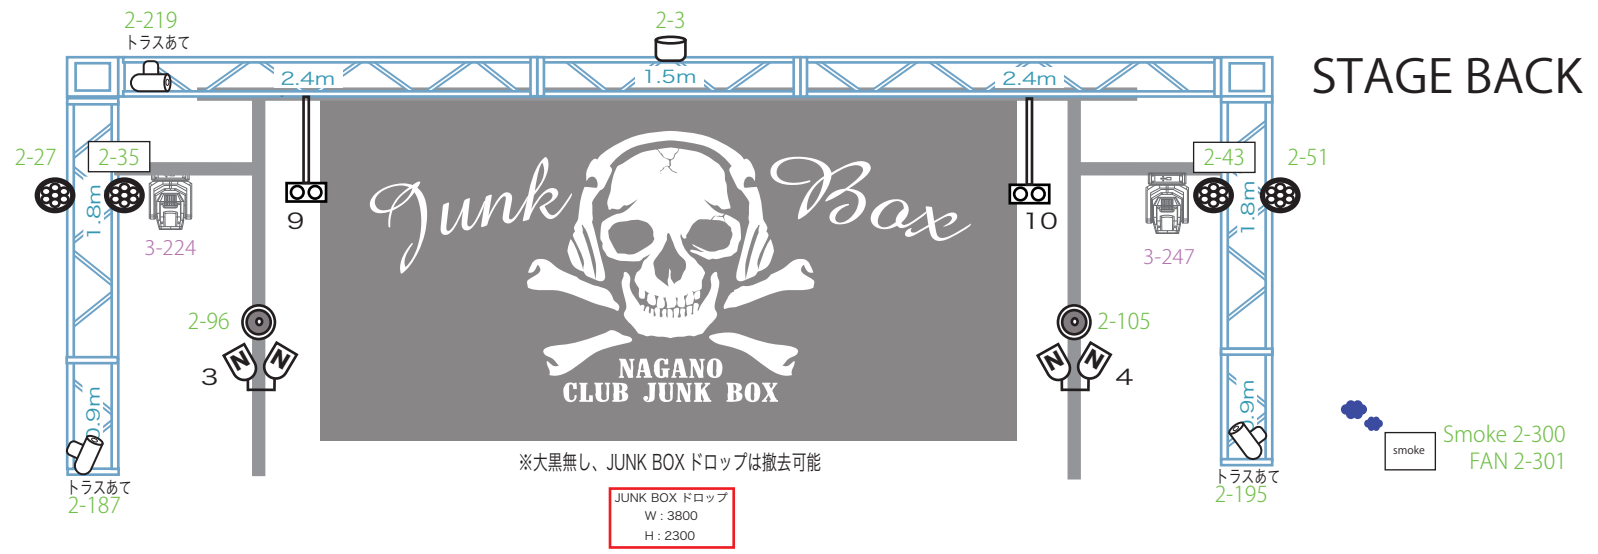 2-219
トラスあて
2-3
STAGE BACK
2.4m
1.5m
2.4m
2-27
2-35
2-43
2-51
1.8m
1.8m
3-224
9
Junk Box
10
3-247
2-96
2-105
N N
N N
3
4
NAGANO
CLUB JUNK BOX
0.9m
0.9m
※大黒無し、JUNK BOXドロップは撤去可能
smoke
Smoke 2-300
FAN 2-301
トラスあて
2-187
トラスあて
2-195
JUNK BOX ドロップ
W : 3800
H : 2300